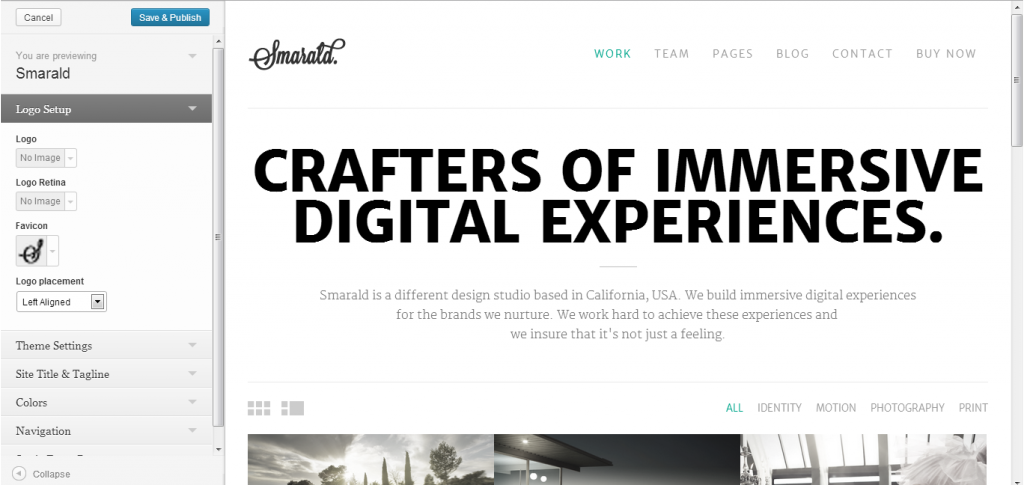 Cancel
Save & Publish
You are previewing
Smarald
Logo Setup
Logo
No Image
Logo Retina
No Image
Favicon
Logo placement
Left Aligned
Theme Settings
Site Title & Tagline
Colors
Navigation
Collapse
Smarald.
WORK TEAM PAGES BLOG CONTACT BUY NOW
CRAFTERS OF IMMERSIVE
DIGITAL EXPERIENCES.
Smarald is a different design studio based in California, USA. We build immersive digital experiences
for the brands we nurture. We work hard to achieve these experiences and
we insure that it's not just a feeling.
ALL IDENTITY MOTION PHOTOGRAPHY PRINT